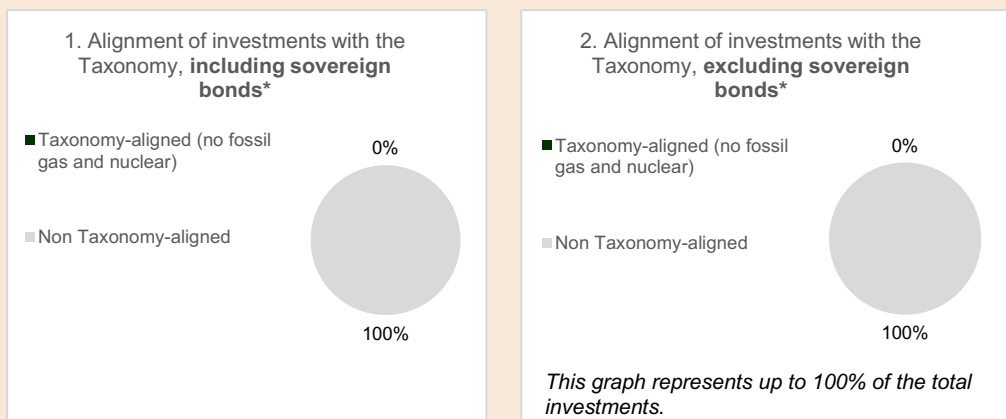 1. Alignment of investments with the
Taxonomy, including sovereign
bonds*
Taxonomy-aligned (no fossil
gas and nuclear)
Non Taxonomy-aligned
0%
100%
2. Alignment of investments with the
Taxonomy, excluding sovereign
bonds*
Taxonomy-aligned (no fossil
gas and nuclear)
Non Taxonomy-aligned
0%
100%
This graph represents up to 100% of the total
investments.